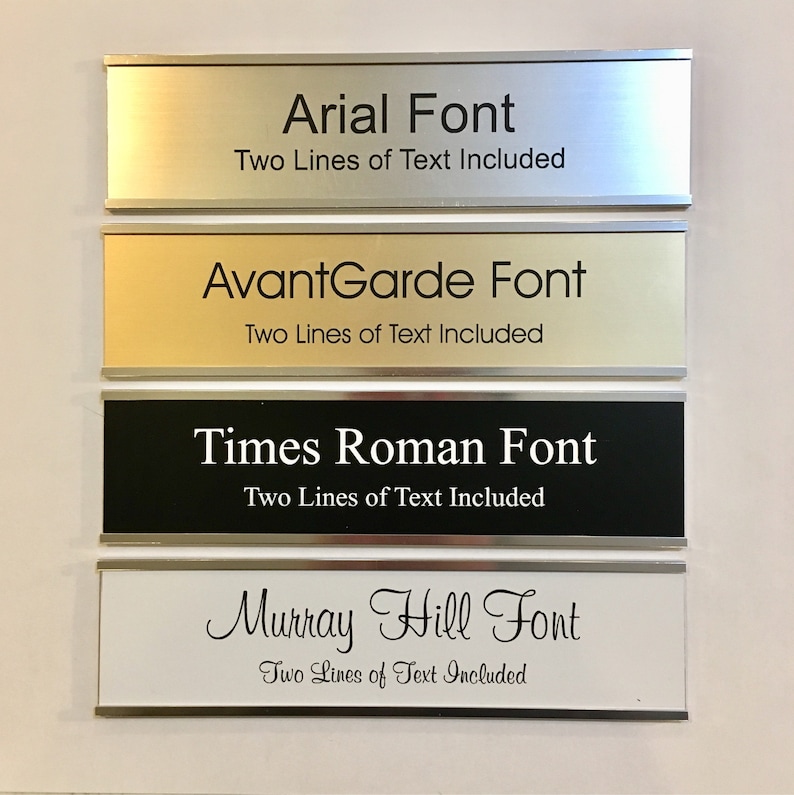 Arial Font
Two Lines of Text Included
AvantGarde Font
Two Lines of Text Included
Times Roman Font
Two Lines of Text Included
Murray Hill Font
Two Lines of Text Included